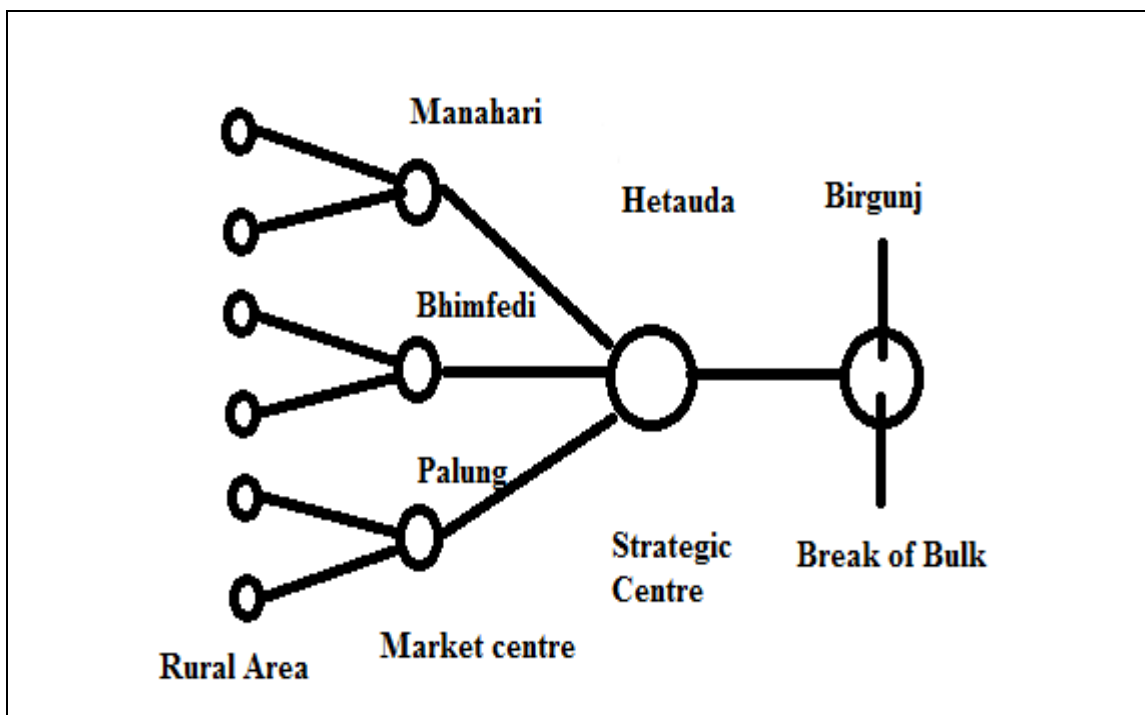 Manahari
Hetauda
Birgunj
Bhimfedi
Palung
Strategic
Centre
Break of Bulk
Market centre
Rural Area